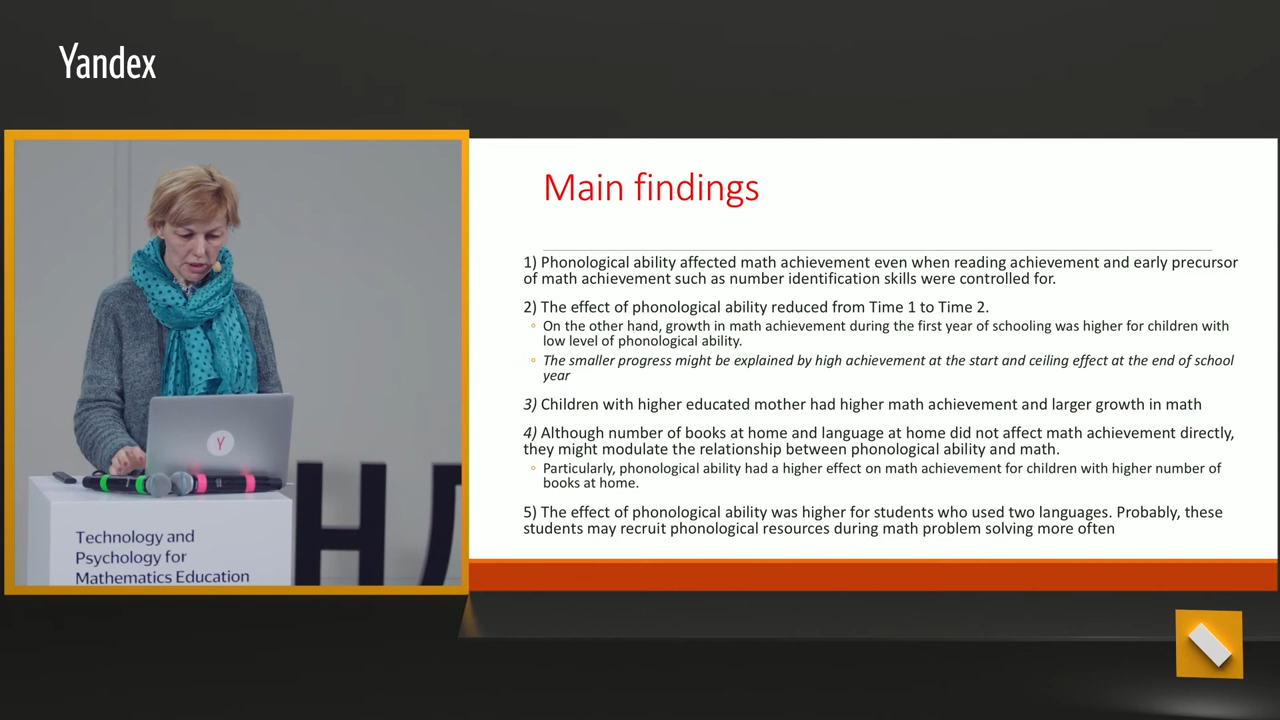 Yandex
Main findings
1) Phonological ability affected math achievement even when reading achievement and early precursor
of math achievement such as number identification skills were controlled for.
2) The effect of phonological ability reduced from Time 1 to Time 2.
◦ On the other hand, growth in math achievement during the first year of schooling was higher for children with
low level of phonological ability.
◦ The smaller progress might be explained by high achievement at the start and ceiling effect at the end of school
year
3) Children with higher educated mother had higher math achievement and larger growth in math
4) Although number of books at home and language at home did not affect math achievement directly,
they might modulate the relationship between phonological ability and math.
◦ Particularly, phonological ability had a higher effect on math achievement for children with higher number of
books at home.
5) The effect of phonological ability was higher for students who used two languages. Probably, these
students may recruit phonological resources during math problem solving more often
Y
Technology and
Psychology for
Mathematics Education